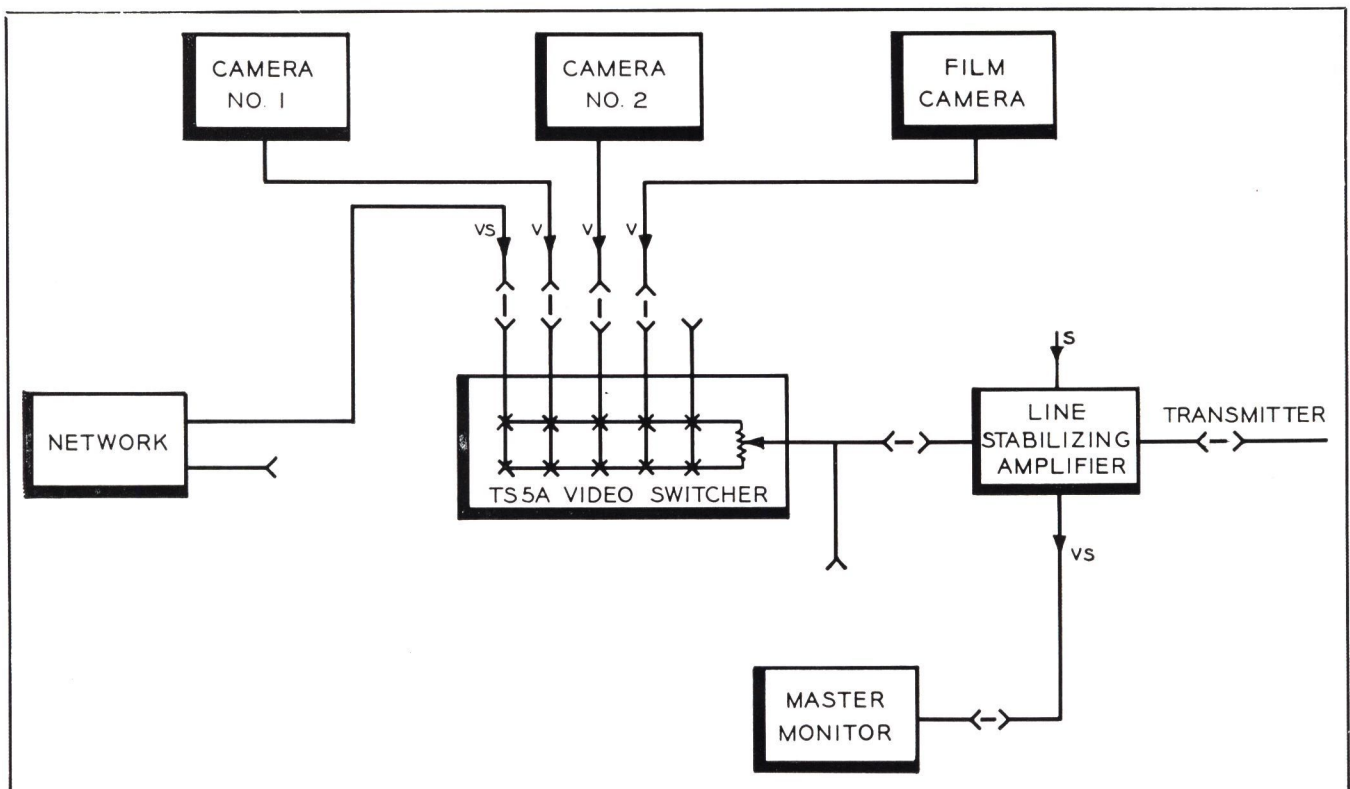 CAMERA
NO. 1
CAMERA
NO. 2
FILM
CAMERA
VS
V
V
V
S
NETWORK
LINE
STABILIZING
AMPLIFIER
TRANSMITTER
TS5A VIDEO SWITCHER
VS
MASTER
MONITOR